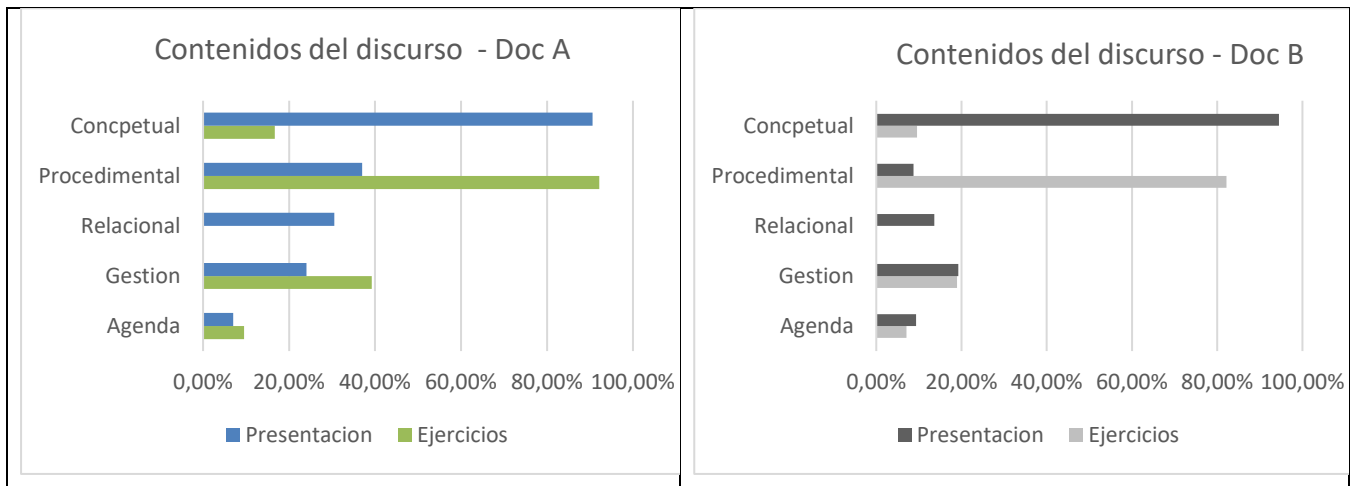 Contenidos del discurso - Doc A
Concpetual
Procedimental
Relacional
Gestion
Agenda
0,00% 20,00% 40,00% 60,00% 80,00% 100,00%
Presentacion Ejercicios
Contenidos del discurso - Doc B
Concpetual
Procedimental
Relacional
Gestion
Agenda
0,00% 20,00% 40,00% 60,00% 80,00% 100,00%
Presentacion Ejercicios